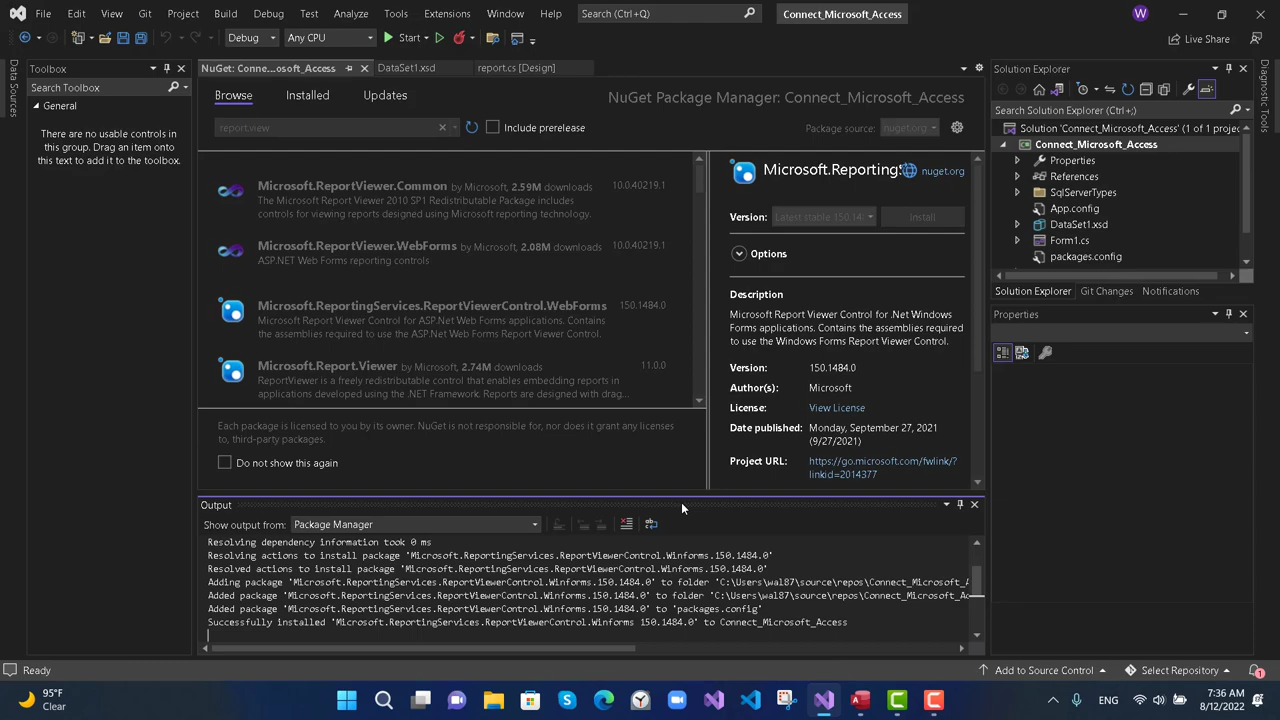 File Edit View Git Project Build Debug Test Analyze Tools Extensions Window Help Search (Ctrl+Q) Connect_Microsoft_Access W
Debug Any CPU Start Live Share
Data Sources
Toolbox
Search Toolbox
General
There are no usable controls in
this group. Drag an item onto
this text to add it to the toolbox.
NuGet: Conne...osoft_Access DataSet1.xsd report.cs [Design]
Browse Installed Updates NuGet Package Manager: Connect_Microsoft_Access
report.view Include prerelease Package source: nuget.org
Microsoft.ReportViewer.Common by Microsoft, 2.59M downloads 10.0.40219.1
The Microsoft Report Viewer 2010 SP1 Redistributable Package includes
controls for viewing reports designed using Microsoft reporting technology.
Microsoft.ReportViewer.WebForms by Microsoft, 2.08M downloads 10.0.40219.1
ASP.NET Web Forms reporting controls
Microsoft.ReportingServices.ReportViewerControl.WebForms 150.1484.0
Microsoft Report Viewer Control for ASP.Net Web Forms applications. Contains
the assemblies required to use the ASP.Net Web Forms Report Viewer Control.
Microsoft.Report.Viewer by Microsoft, 2.74M downloads 11.0.0
ReportViewer is a freely redistributable control that enables embedding reports in
applications developed using the .NET Framework. Reports are designed with drag...
Each package is licensed to you by its owner. NuGet is not responsible for, nor does it grant any licenses
to, third-party packages.
Do not show this again
Microsoft.Reporting nuget.org
Version: Latest stable 150.14 Install
Options
Description
Microsoft Report Viewer Control for .Net Windows
Forms applications. Contains the assemblies required
to use the Windows Forms Report Viewer Control.
Version: 150.1484.0
Author(s): Microsoft
License: View License
Date published: Monday, September 27, 2021
(9/27/2021)
Project URL: https://go.microsoft.com/fwlink/?
linkid=2014377
Output
Show output from: Package Manager
Resolving dependency information took 0 ms
Resolving actions to install package 'Microsoft.ReportingServices.ReportViewerControl.Winforms.150.1484.0'
Resolved actions to install package 'Microsoft.ReportingServices.ReportViewerControl.Winforms.150.1484.0'
Adding package 'Microsoft.ReportingServices.ReportViewerControl.Winforms.150.1484.0' to folder 'C:\Users\wal87\source\repos\Connect_Microsoft_A
Added package 'Microsoft.ReportingServices.ReportViewerControl.Winforms.150.1484.0' to folder 'C:\Users\wal87\source\repos\Connect_Microsoft_Ac
Added package 'Microsoft.ReportingServices.ReportViewerControl.Winforms.150.1484.0' to 'packages.config'
Successfully installed 'Microsoft.ReportingServices.ReportViewerControl.Winforms 150.1484.0' to Connect_Microsoft_Access
Solution Explorer
Search Solution Explorer (Ctrl+;)
Solution 'Connect_Microsoft_Access' (1 of 1 projec
Connect_Microsoft_Access
Properties
References
SqlServerTypes
App.config
DataSet1.xsd
Form1.cs
packages.config
Solution Explorer Git Changes Notifications
Properties
Diagnostic Tools
Ready Add to Source Control Select Repository 1
95°F
Clear
ENG
7:36 AM
8/12/2022